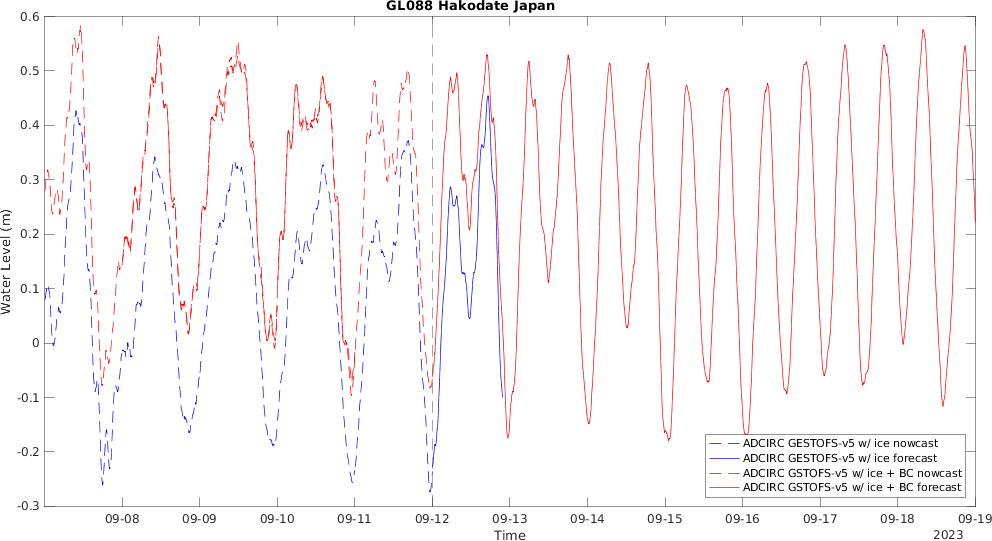 GL088 Hakodate Japan
Water Level (m)
0.6
0.5
0.4
0.3
0.2
0.1
0
-0.1
-0.2
-0.3
ADCIRC GESTOFS-v5 w/ ice nowcast
ADCIRC GESTOFS-v5 w/ ice forecast
ADCIRC GSTOFS-v5 w/ ice + BC nowcast
ADCIRC GSTOFS-v5 w/ ice + BC forecast
09-08 09-09 09-10 09-11 09-12 09-13 09-14 09-15 09-16 09-17 09-18 09-19
Time
2023